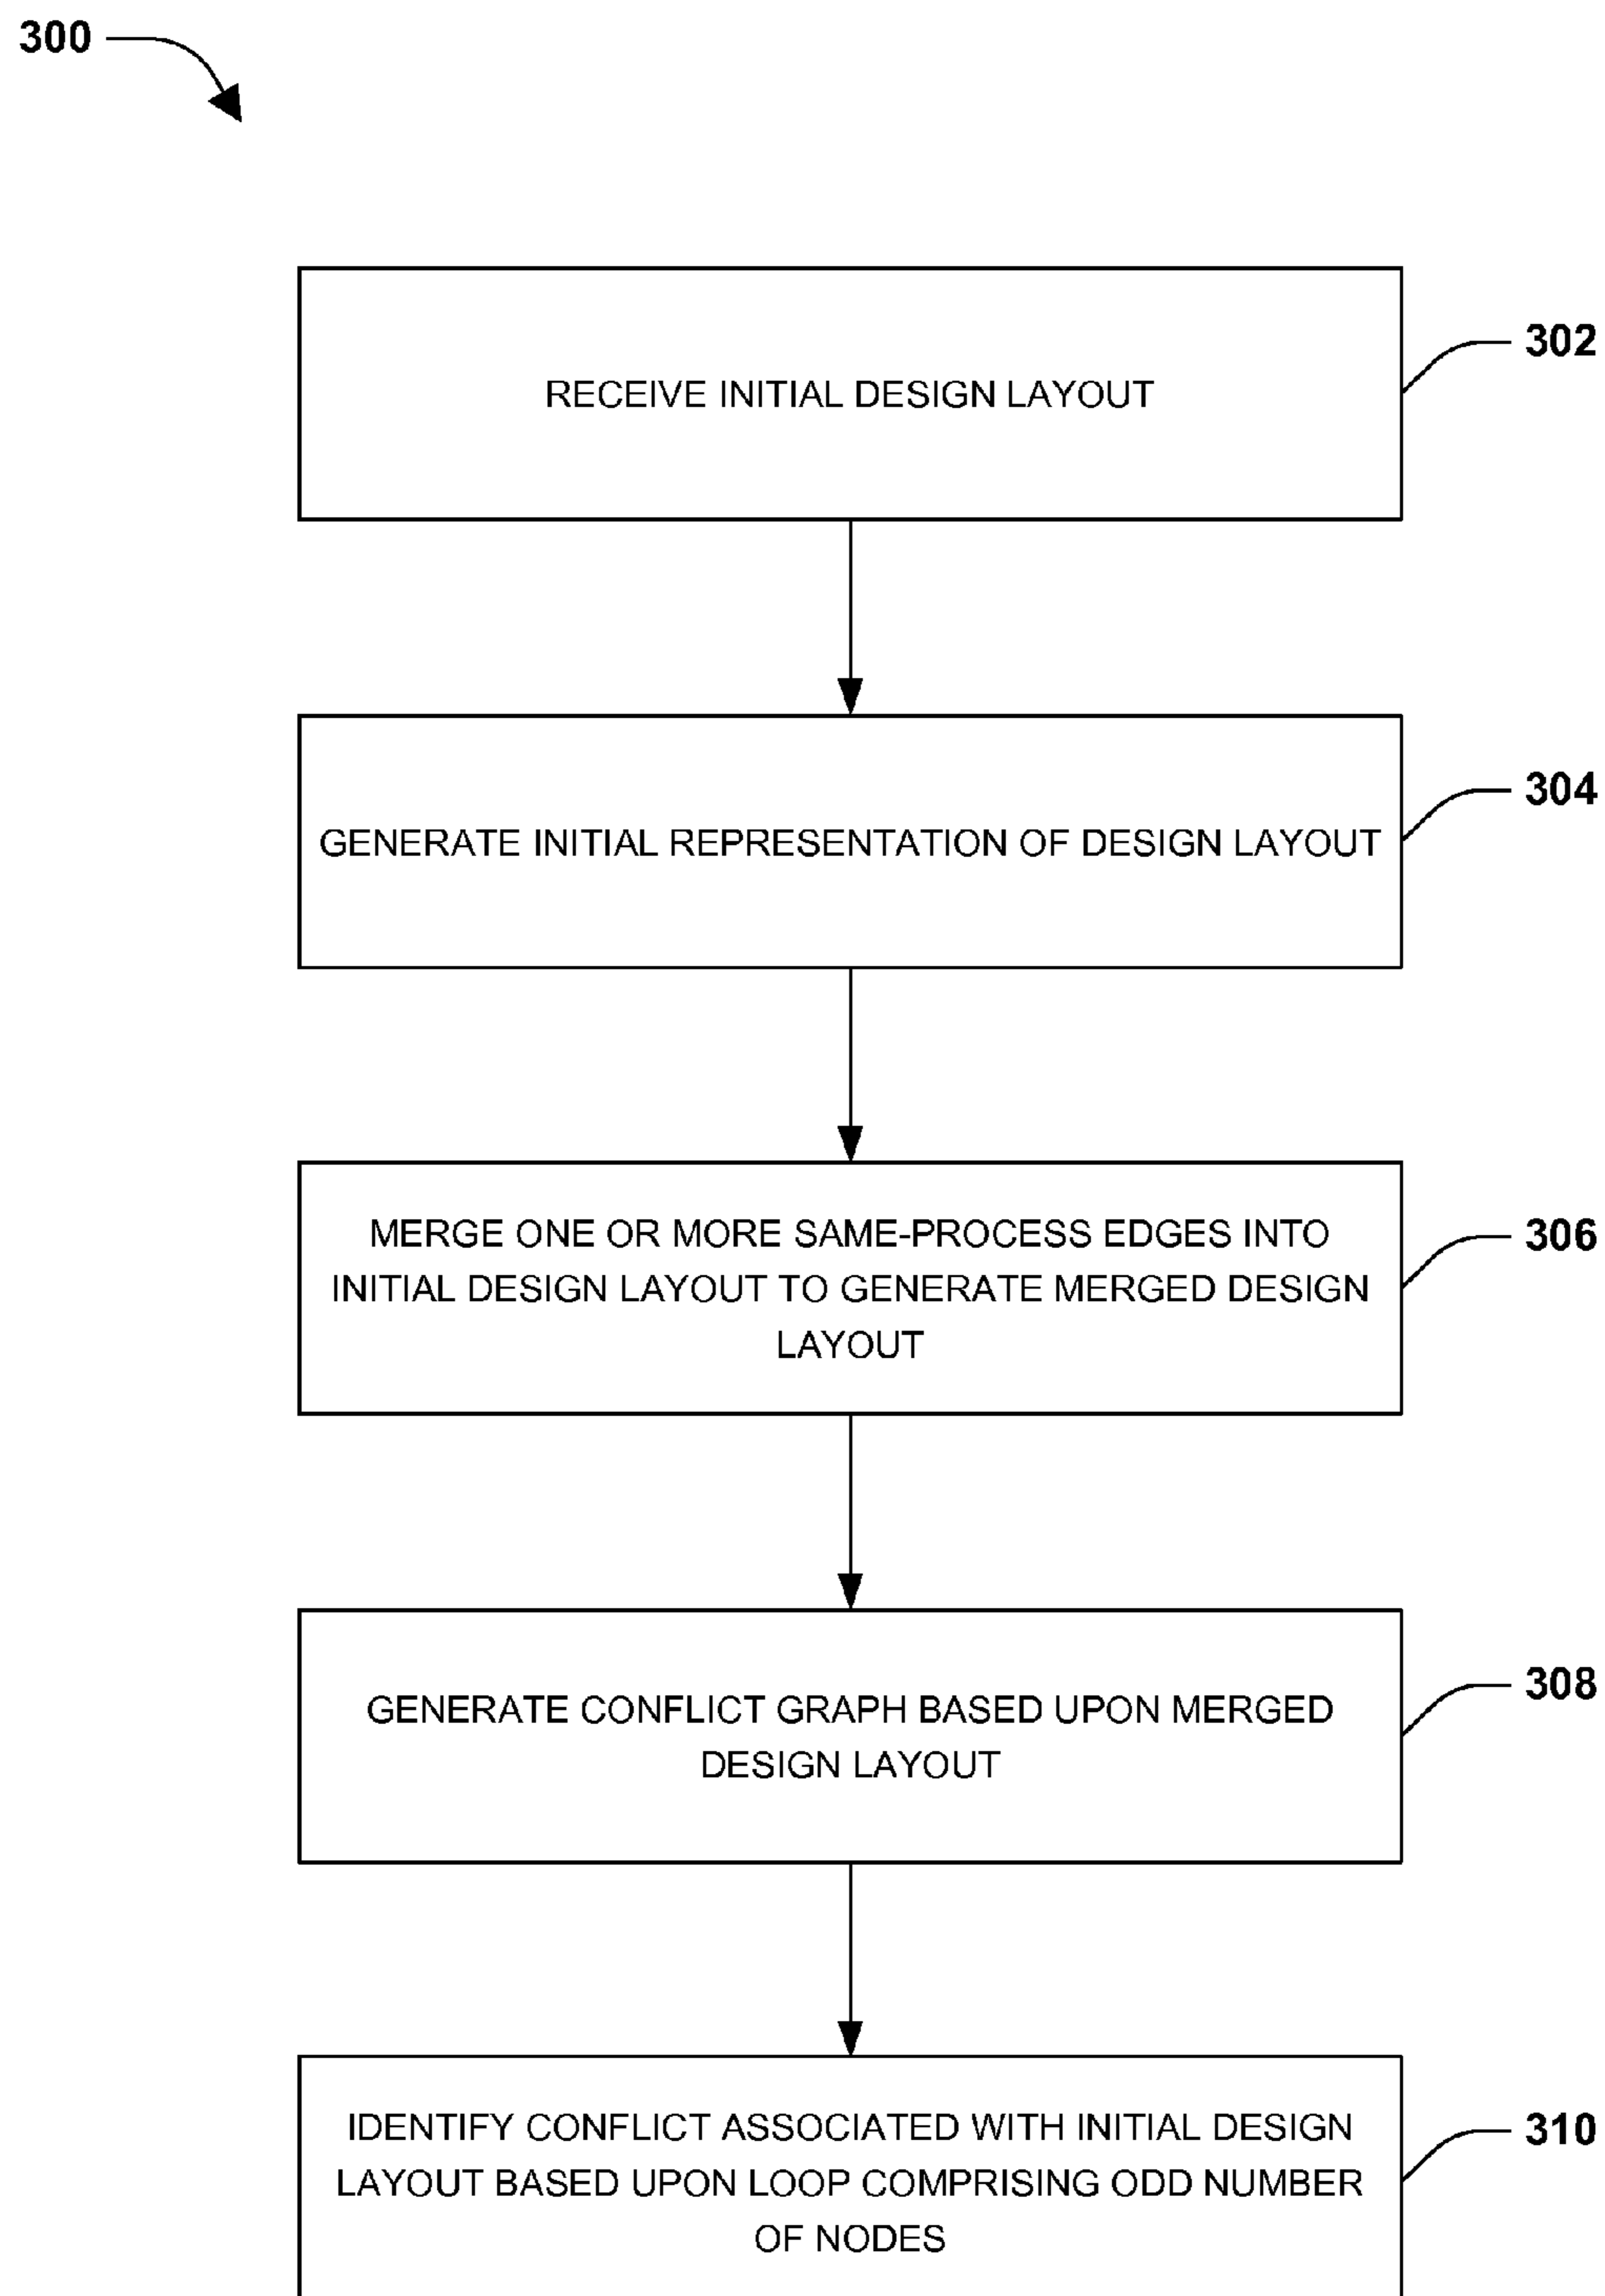 300
RECEIVE INITIAL DESIGN LAYOUT
302
GENERATE INITIAL REPRESENTATION OF DESIGN LAYOUT
304
MERGE ONE OR MORE SAME-PROCESS EDGES INTO
INITIAL DESIGN LAYOUT TO GENERATE MERGED DESIGN
LAYOUT
306
GENERATE CONFLICT GRAPH BASED UPON MERGED
DESIGN LAYOUT
308
IDENTIFY CONFLICT ASSOCIATED WITH INITIAL DESIGN
LAYOUT BASED UPON LOOP COMPRISING ODD NUMBER
OF NODES
310